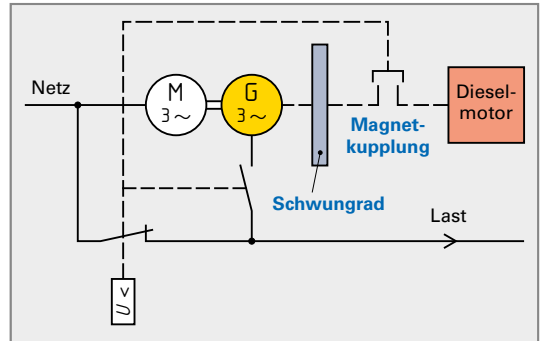 Netz
M
3 ~
G
3 ~
Diesel-
motor
Magnet-
kupplung
Schwungrad
Last
U <